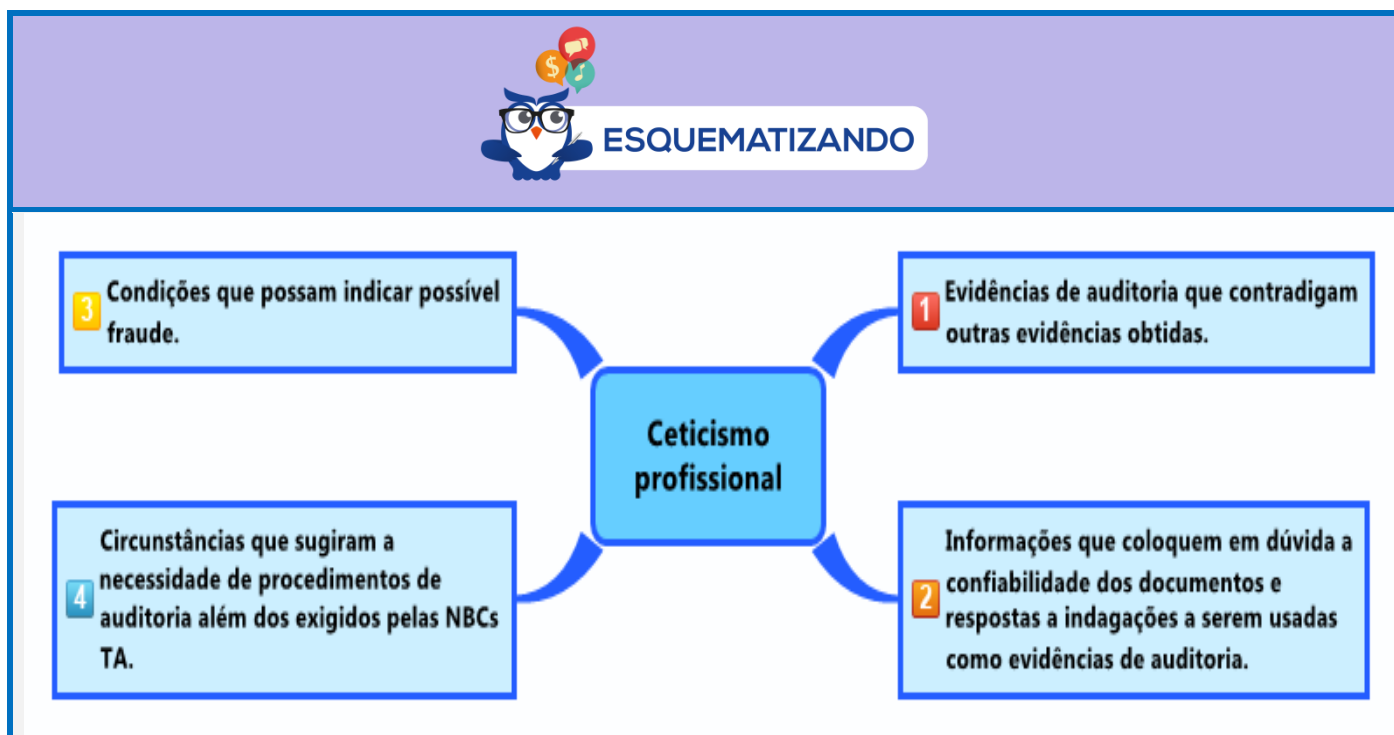 ESQUEMATIZANDO
3 Condições que possam indicar possível
fraude.
1 Evidências de auditoria que contradigam
outras evidências obtidas.
Ceticismo
profissional
Circunstâncias que sugiram a
necessidade de procedimentos de
4 auditoria além dos exigidos pelas NBCs
TA.
Informações que coloquem em dúvida a
2 confiabilidade dos documentos e
respostas a indagações a serem usadas
como evidências de auditoria.